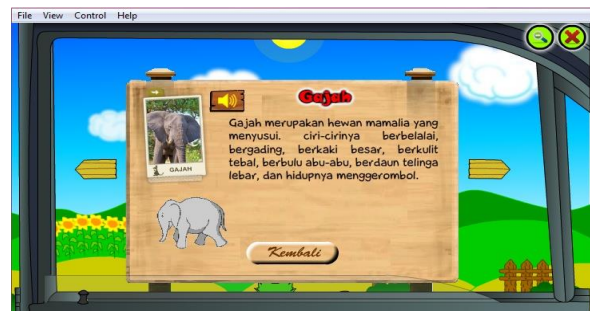 File View Control Help
Gajah
Gajah merupakan hewan mamalia yang
menyusui. ciri-cirinya berbelalai,
bergading, berkaki besar, berkulit
tebal, berbulu abu-abu, berdaun telinga
lebar, dan hidupnya menggerombol.
GAJAH
Kembali